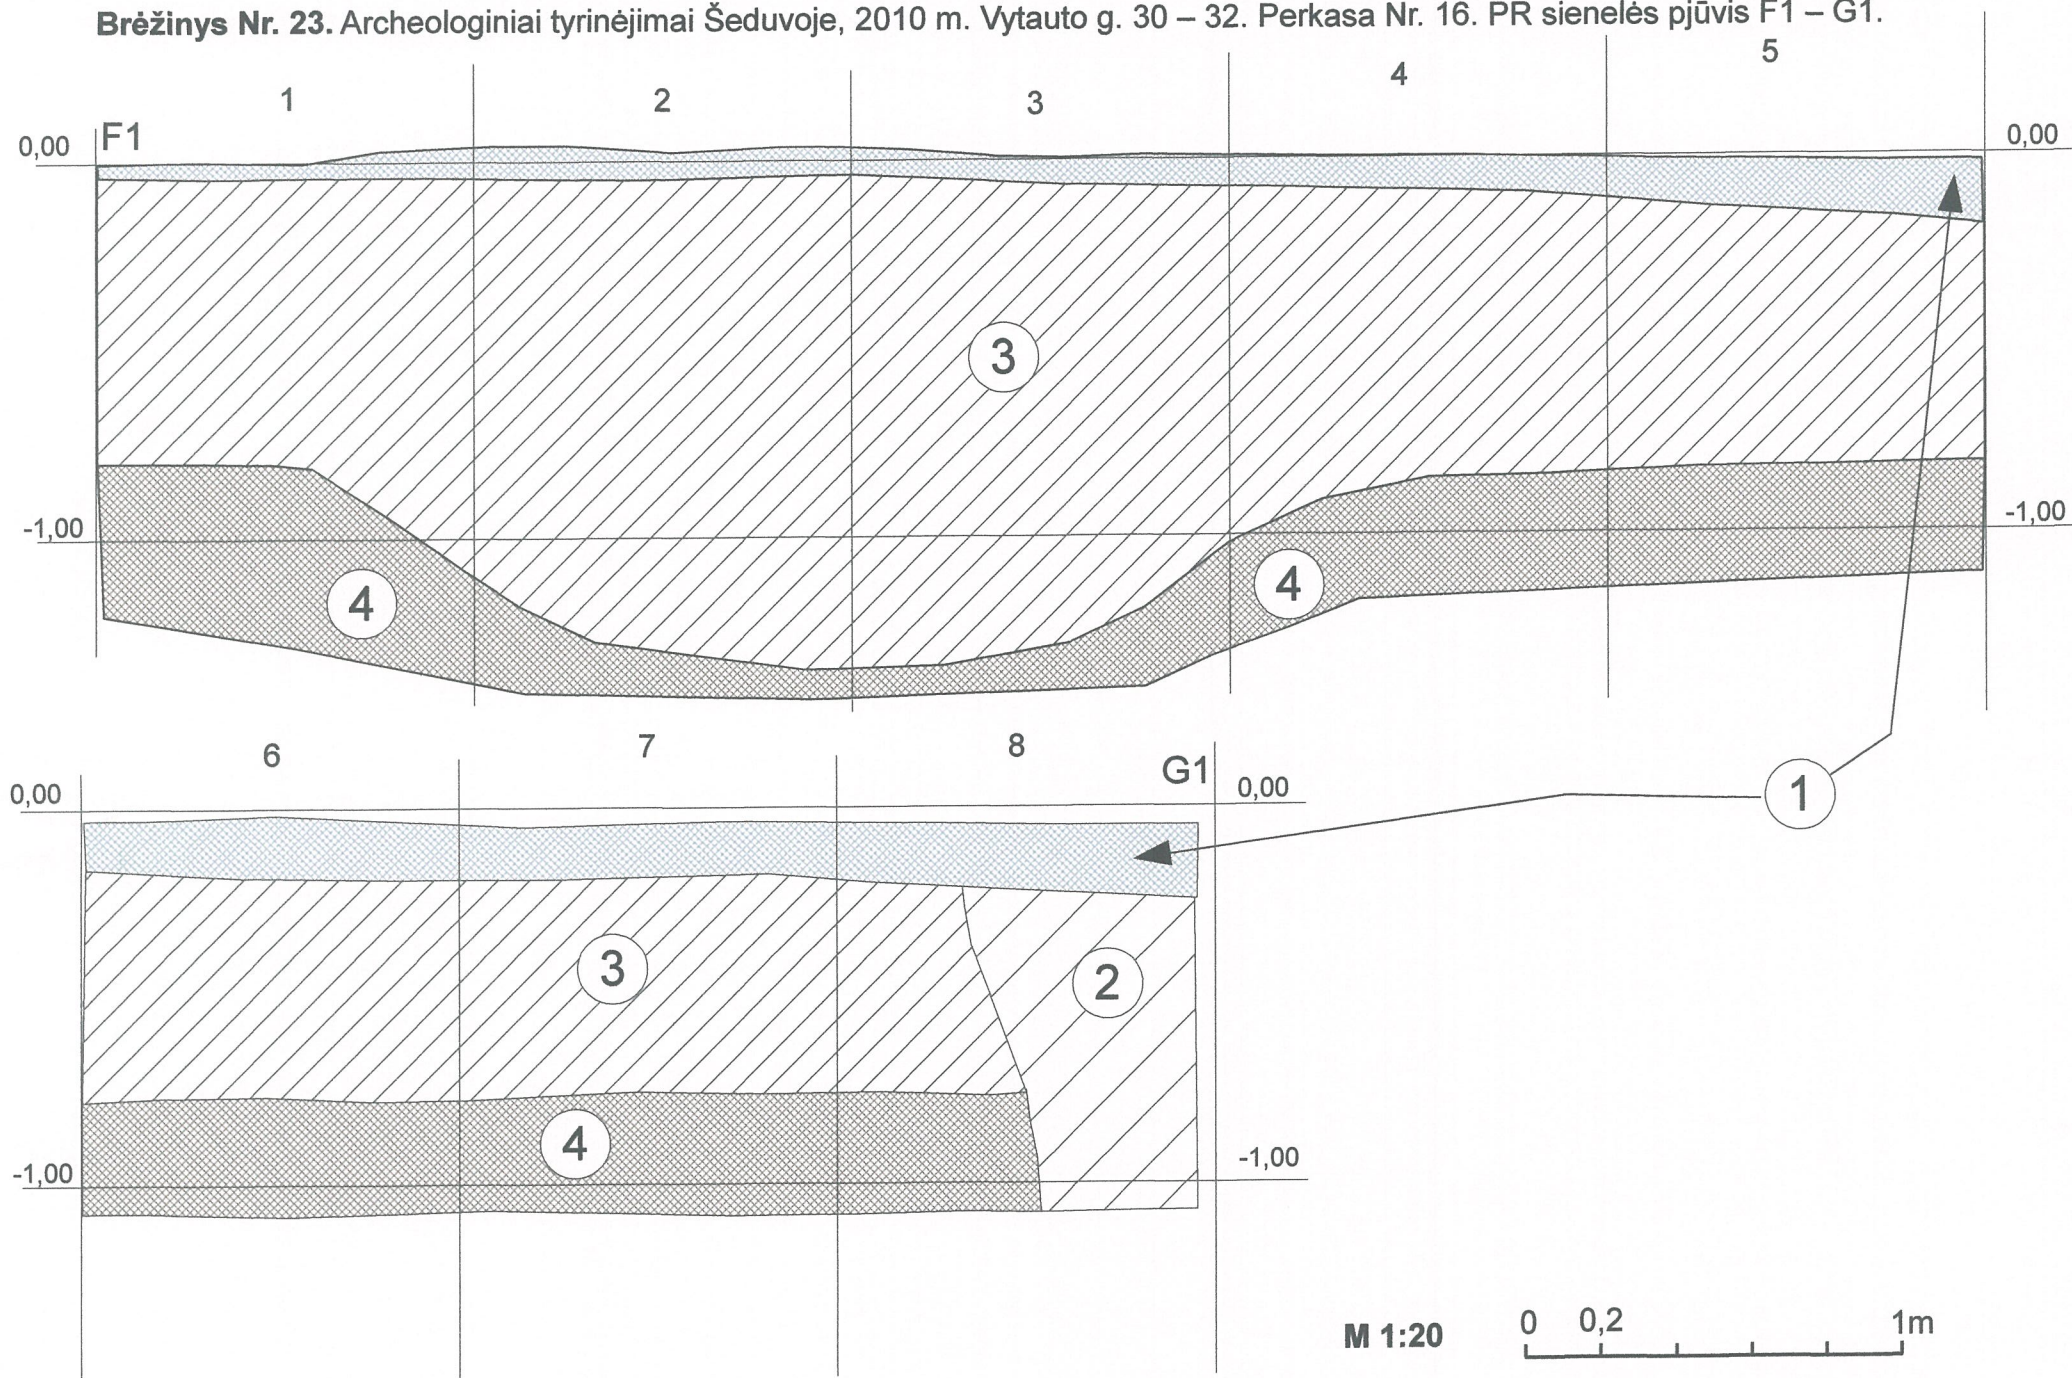 Brėžinys Nr. 23. Archeologiniai tyrinėjimai Šeduvoje, 2010 m. Vytauto g. 30 – 32. Perkasa Nr. 16. PR sienelės pjūvis F1 – G1.
1 2 3 4 5
0,00 F1 0,00
3
-1,00 -1,00
4 4
6 7 8 G1
0,00 0,00
1
3 2
4
-1,00 -1,00
M 1:20 0 0,2 1m